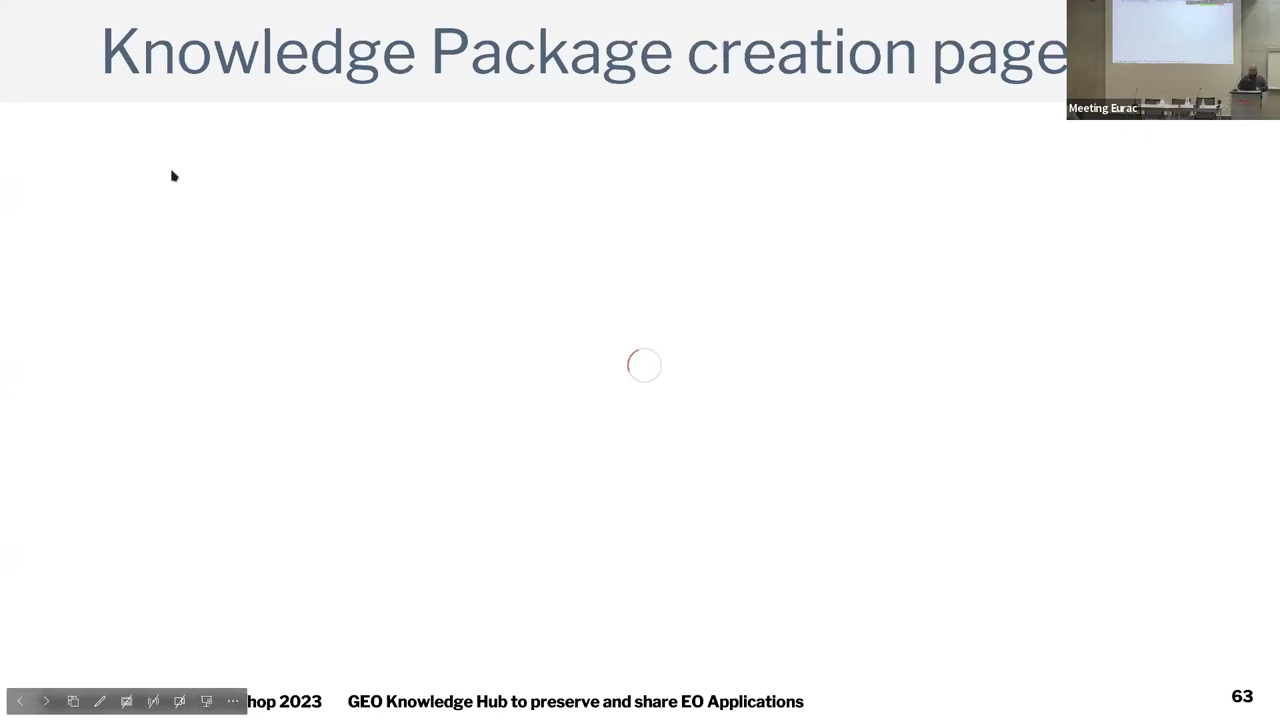 Knowledge Package creation page
Meeting Eurac
hop 2023 GEO Knowledge Hub to preserve and share EO Applications
63